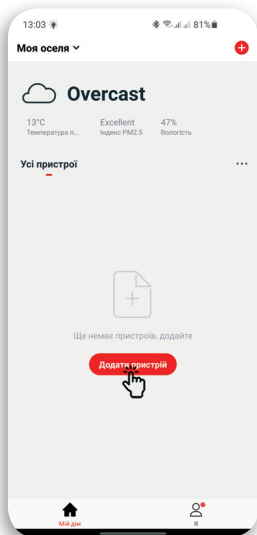 13:03 81%
Моя оселя
Overcast
13°C Excellent 47%
Температура п... Індекс PM2.5 Вологість
Усі пристрої
Ще немає пристроїв, додайте
Додати пристрій
Мій дім Я